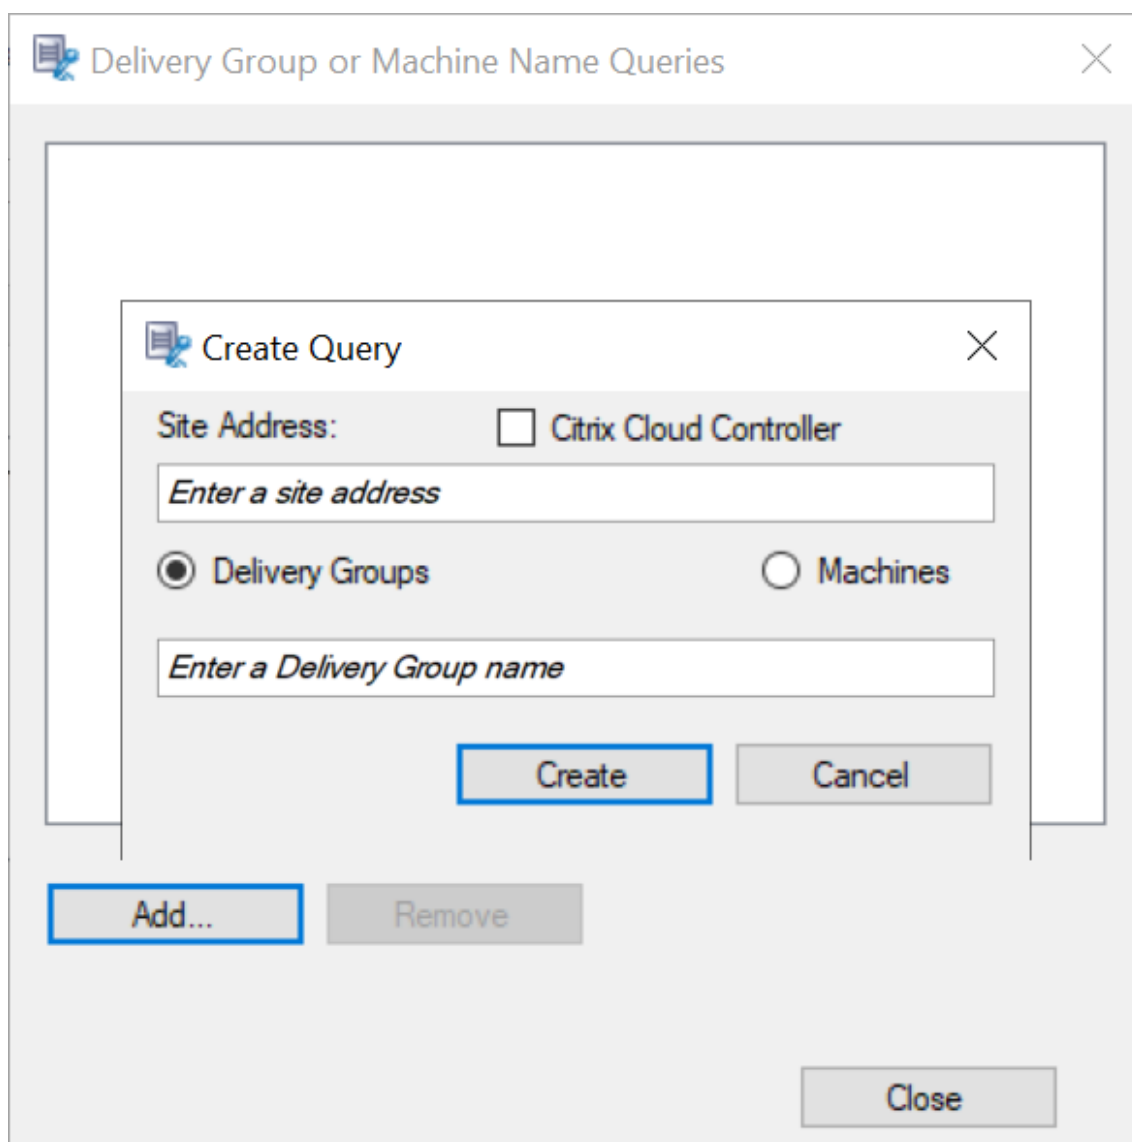 Delivery Group or Machine Name Queries
Create Query
Site Address: Citrix Cloud Controller
Enter a site address
Delivery Groups Machines
Enter a Delivery Group name
Create Cancel
Add... Remove
Close